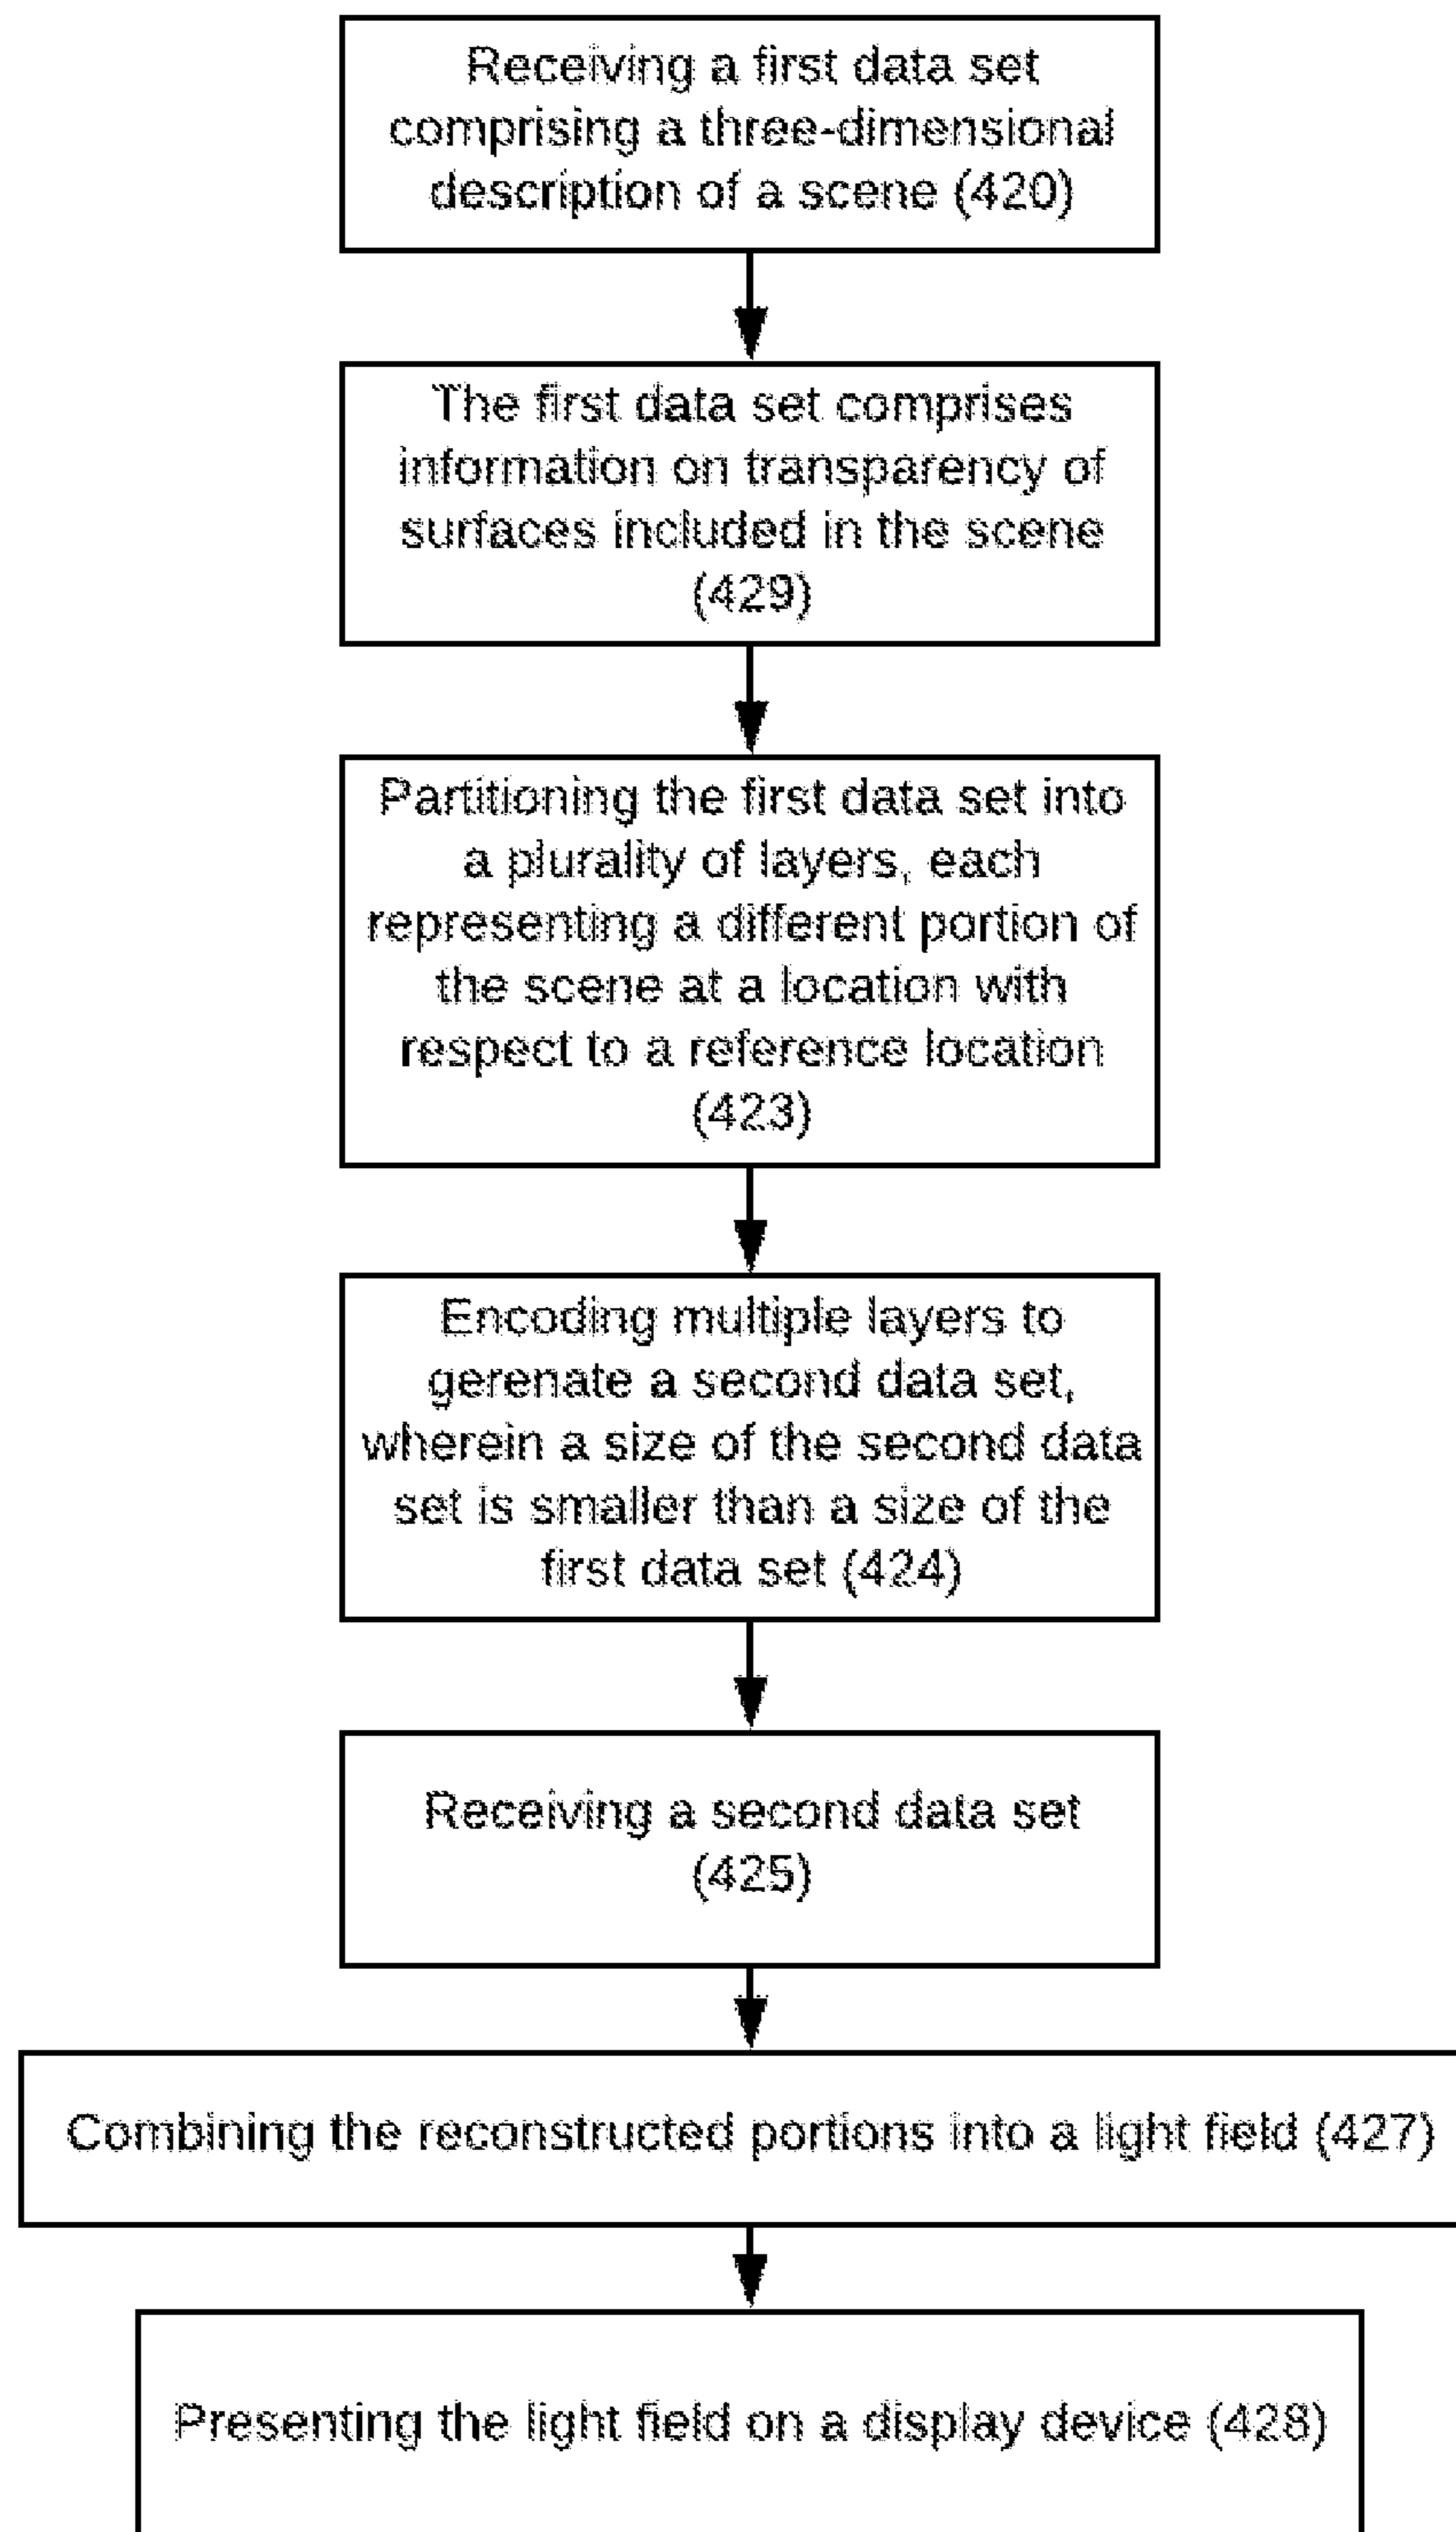 Receiving a first data set
comprising a three-dimensional
description of a scene (420)
The first data set comprises
information on transparency of
surfaces included in the scene
(429)
Partitioning the first data set into
a plurality of layers, each
representing a different portion of
the scene at a location with
respect to a reference location
(423)
Encoding multiple layers to
gerenate a second data set,
wherein a size of the second data
set is smaller than a size of the
first data set (424)
Receiving a second data set
(425)
Combining the reconstructed portions into a light field (427)
Presenting the light field on a display device (428)